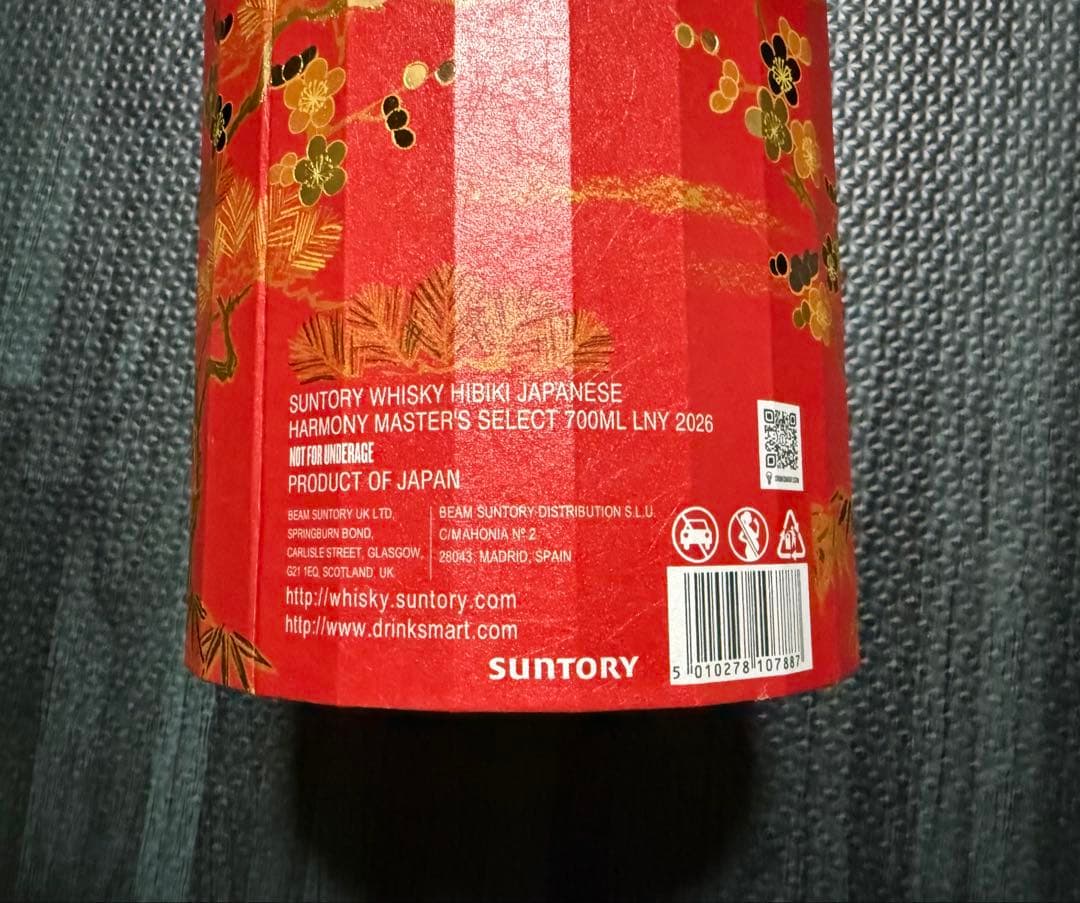 SUNTORY WHISKY HIBIKI JAPANESE
HARMONY MASTER'S SELECT 700ML LNY 2026
NOT FOR UNDERAGE
PRODUCT OF JAPAN
BEAM SUNTORY UK LTD,
SPRINGBURN BOND,
CARLISLE STREET, GLASGOW,
G21 1EQ, SCOTLAND, UK
BEAM SUNTORY DISTRIBUTION S.L.U.
C/MAHONIA Nº 2
28043, MADRID, SPAIN
http://whisky.suntory.com
http://www.drinksmart.com
SUNTORY
5 010278 107887